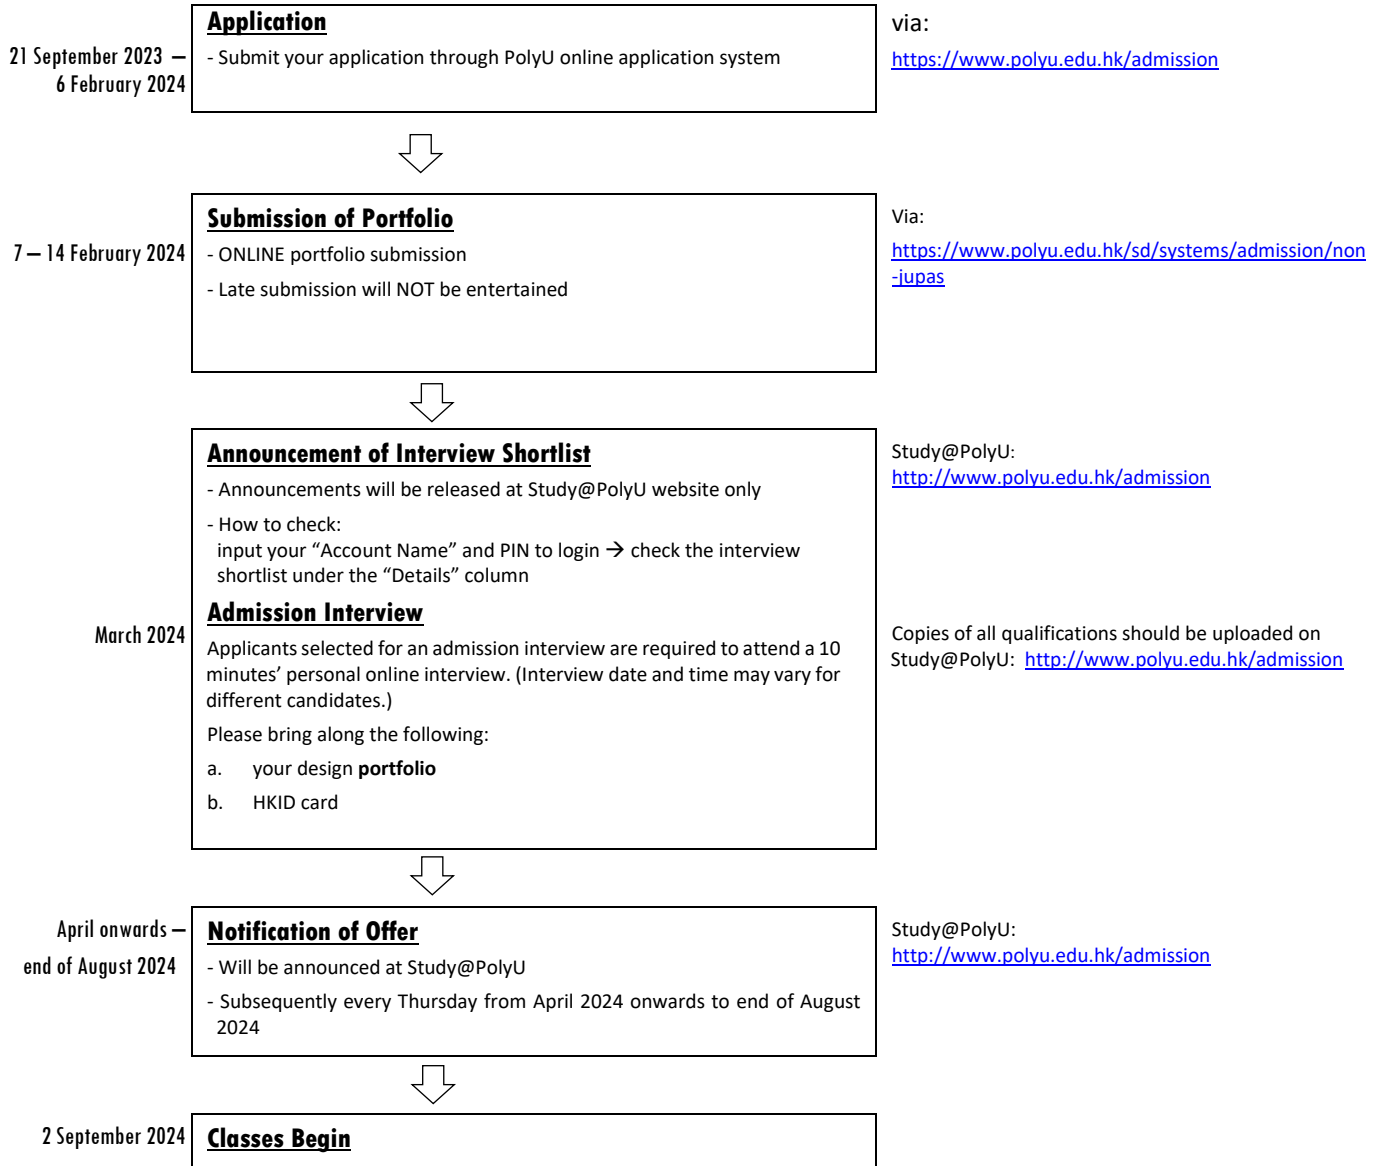 Application
via:
21 September 2023 –
6 February 2024
- Submit your application through PolyU online application system
https://www.polyu.edu.hk/admission
Submission of Portfolio
Via:
7 – 14 February 2024
- ONLINE portfolio submission
https://www.polyu.edu.hk/sd/systems/admission/non
-jupas
- Late submission will NOT be entertained
Announcement of Interview Shortlist
Study@PolyU:
http://www.polyu.edu.hk/admission
- Announcements will be released at Study@PolyU website only
- How to check:
input your “Account Name” and PIN to login → check the interview
shortlist under the “Details” column
Admission Interview
March 2024
Applicants selected for an admission interview are required to attend a 10
minutes’ personal online interview. (Interview date and time may vary for
different candidates.)
Copies of all qualifications should be uploaded on
Study@PolyU: http://www.polyu.edu.hk/admission
Please bring along the following:
a. your design portfolio
b. HKID card
April onwards –
end of August 2024
Notification of Offer
Study@PolyU:
http://www.polyu.edu.hk/admission
- Will be announced at Study@PolyU
- Subsequently every Thursday from April 2024 onwards to end of August
2024
2 September 2024
Classes Begin